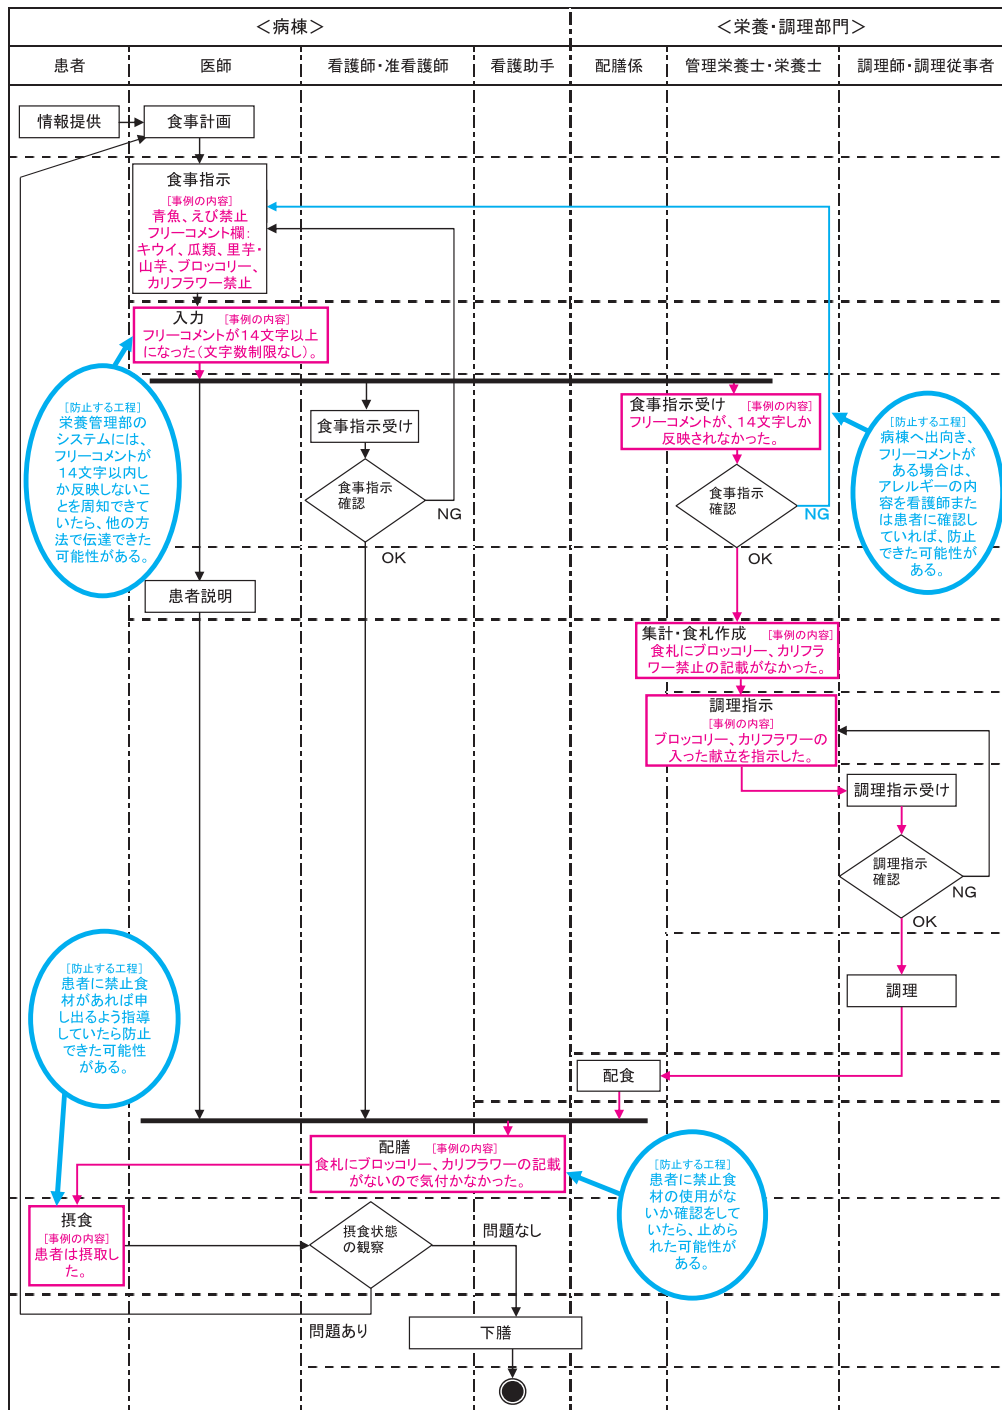 ＜病棟＞
＜栄養・調理部門＞
患者
医師
看護師・准看護師
看護助手
配膳係
管理栄養士・栄養士
調理師・調理従事者
情報提供
食事計画
食事指示
［事例の内容］
青魚、えび禁止
フリーコメント欄：
キウイ、瓜類、里芋・
山芋、ブロッコリー、
カリフラワー禁止
入力 ［事例の内容］
フリーコメントが14文字以上
になった（文字数制限なし）。
［防止する工程］
栄養管理部の
システムには、
フリーコメントが
14文字以内し
か反映しないこ
とを周知できて
いたら、他の方
法で伝達できた
可能性がある。
食事指示受け
食事指示
確認
NG
OK
食事指示受け ［事例の内容］
フリーコメントが、14文字しか
反映されなかった。
食事指示
確認
NG
OK
［防止する工程］
病棟へ出向き、
フリーコメントが
ある場合は、
アレルギーの内
容を看護師また
は患者に確認し
ていれば、防止
できた可能性が
ある。
患者説明
集計・食札作成 ［事例の内容］
食札にブロッコリー、カリフラ
ワー禁止の記載がなかった。
調理指示
［事例の内容］
ブロッコリー、カリフラワーの
入った献立を指示した。
調理指示受け
調理指示
確認
NG
OK
調理
配食
［防止する工程］
患者に禁止食
材があれば申
し出るよう指導
していたら防止
できた可能性
がある。
配膳 ［事例の内容］
食札にブロッコリー、カリフラワーの記載
がないので気付かなかった。
［防止する工程］
患者に禁止食
材の使用がな
いか確認をして
いたら、止めら
れた可能性が
ある。
摂食
［事例の内容］
患者は摂取し
た。
摂食状態
の観察
問題なし
問題あり
下膳